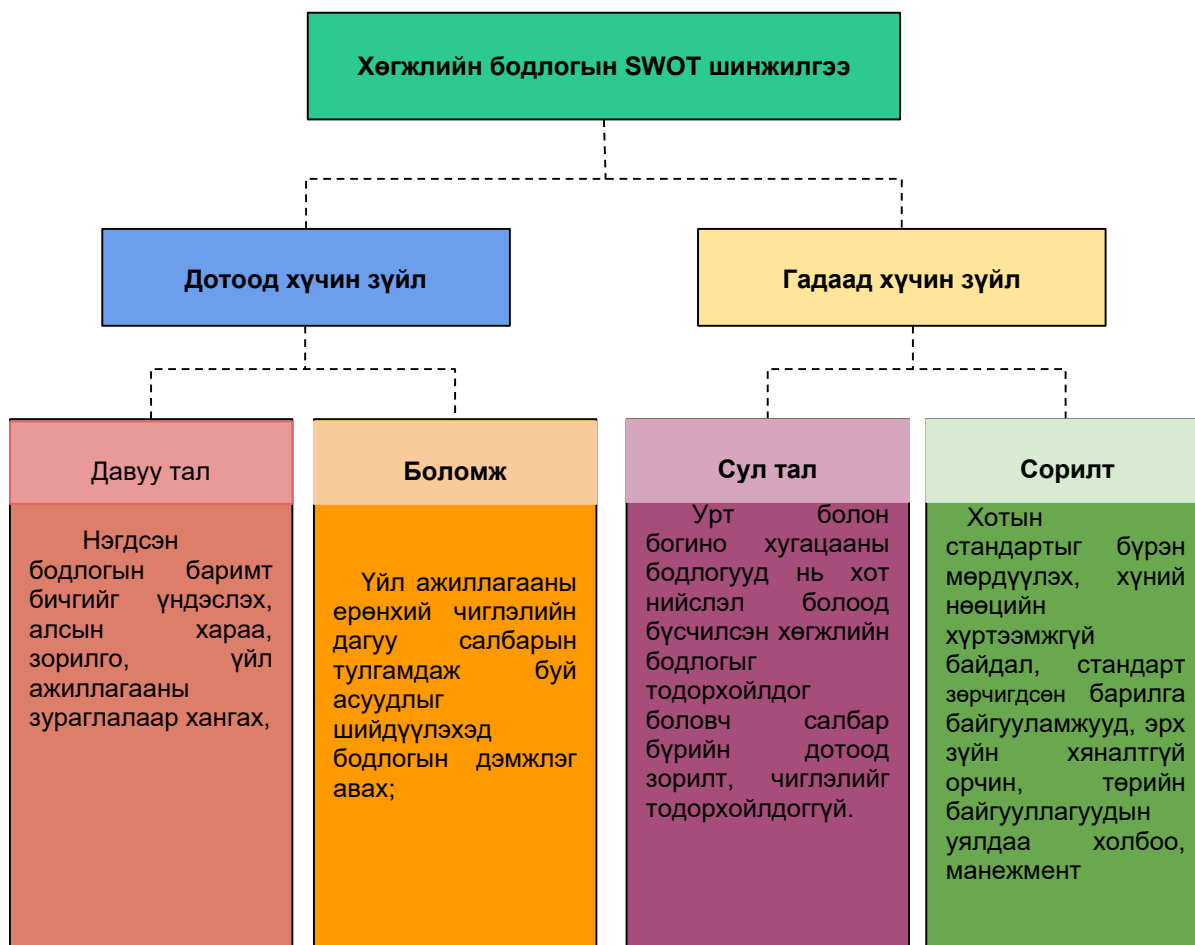 Хөгжлийн бодлогын SWOT шинжилгээ
Дотоод хүчин зүйл
Гадаад хүчин зүйл
Давуу тал
Нэгдсэн
бодлогын баримт
бичгийг үндэслэх,
алсын хараа,
зорилго, үйл
ажиллагааны
зураглалаар хангах,
Боломж
Үйл ажиллагааны
ерөнхий чиглэлийн
дагуу салбарын
тулгамдаж буй
асуудлыг
шийдүүлэхэд
бодлогын дэмжлэг
авах;
Сул тал
Урт болон
богино хугацааны
бодлогууд нь хот
нийслэл болоод
бүсчилсэн хөгжлийн
бодлогыг
тодорхойлдог
боловч салбар
бүрийн дотоод
зорилт, чиглэлийг
тодорхойлдоггүй.
Сорилт
Хотын
стандартыг бүрэн
мөрдүүлэх, хүний
нөөцийн
хүртээмжгүй
байдал, стандарт
зөрчигдсөн барилга
байгууламжууд, эрх
зүйн хяналтгүй
орчин, төрийн
байгууллагуудын
уялдаа холбоо,
манежмент